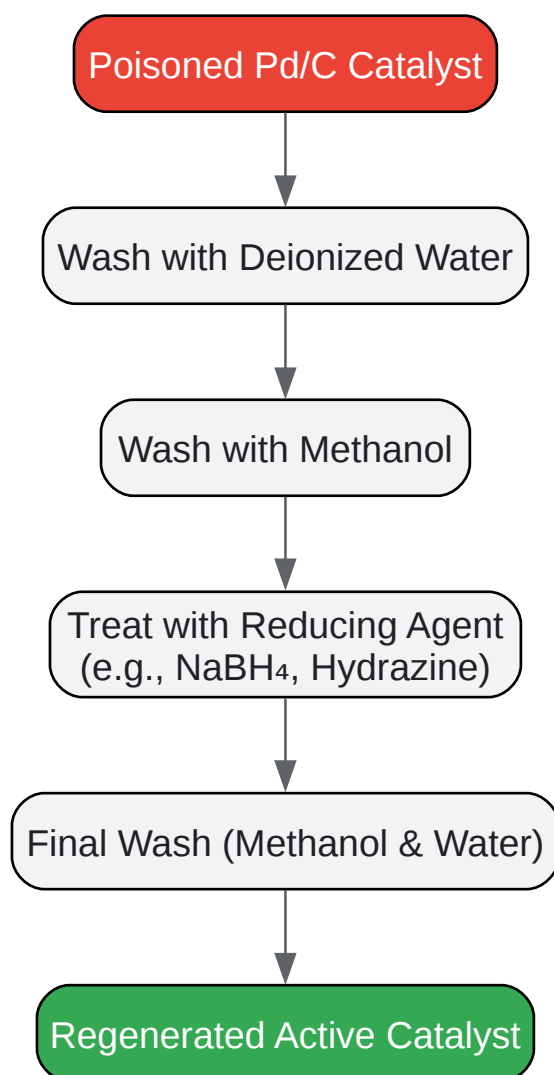 Poisoned Pd/C Catalyst
Wash with Deionized Water
Wash with Methanol
Treat with Reducing Agent
(e.g., NaBH₄, Hydrazine)
Final Wash (Methanol & Water)
Regenerated Active Catalyst